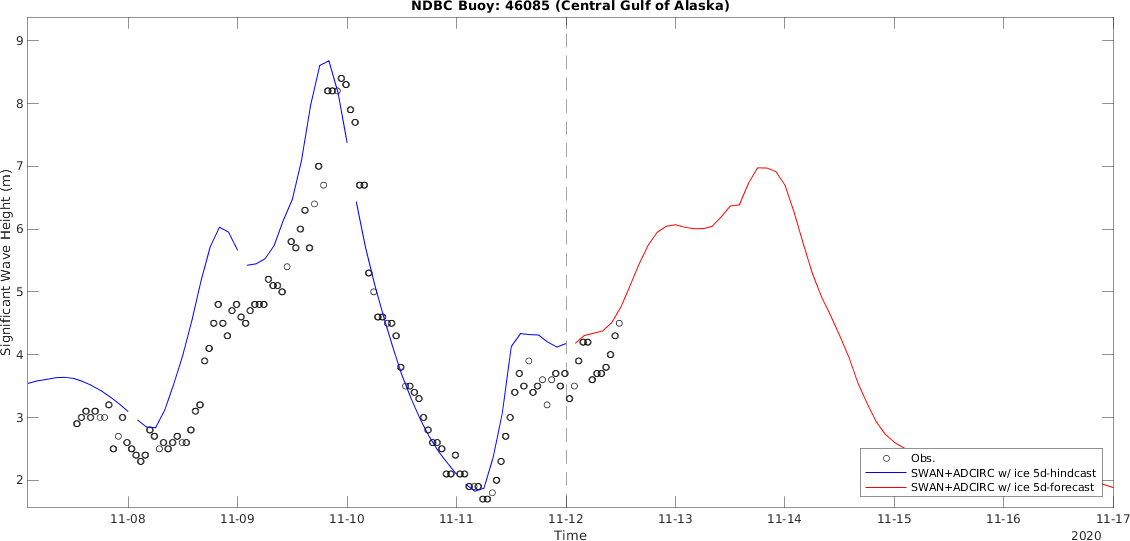 NDBC Buoy: 46085 (Central Gulf of Alaska)
Significant Wave Height (m)
9
8
7
6
5
4
3
2
Obs.
SWAN+ADCIRC w/ ice 5d-hindcast
SWAN+ADCIRC w/ ice 5d-forecast
11-08 11-09 11-10 11-11 11-12 11-13 11-14 11-15 11-16 11-17
Time
2020